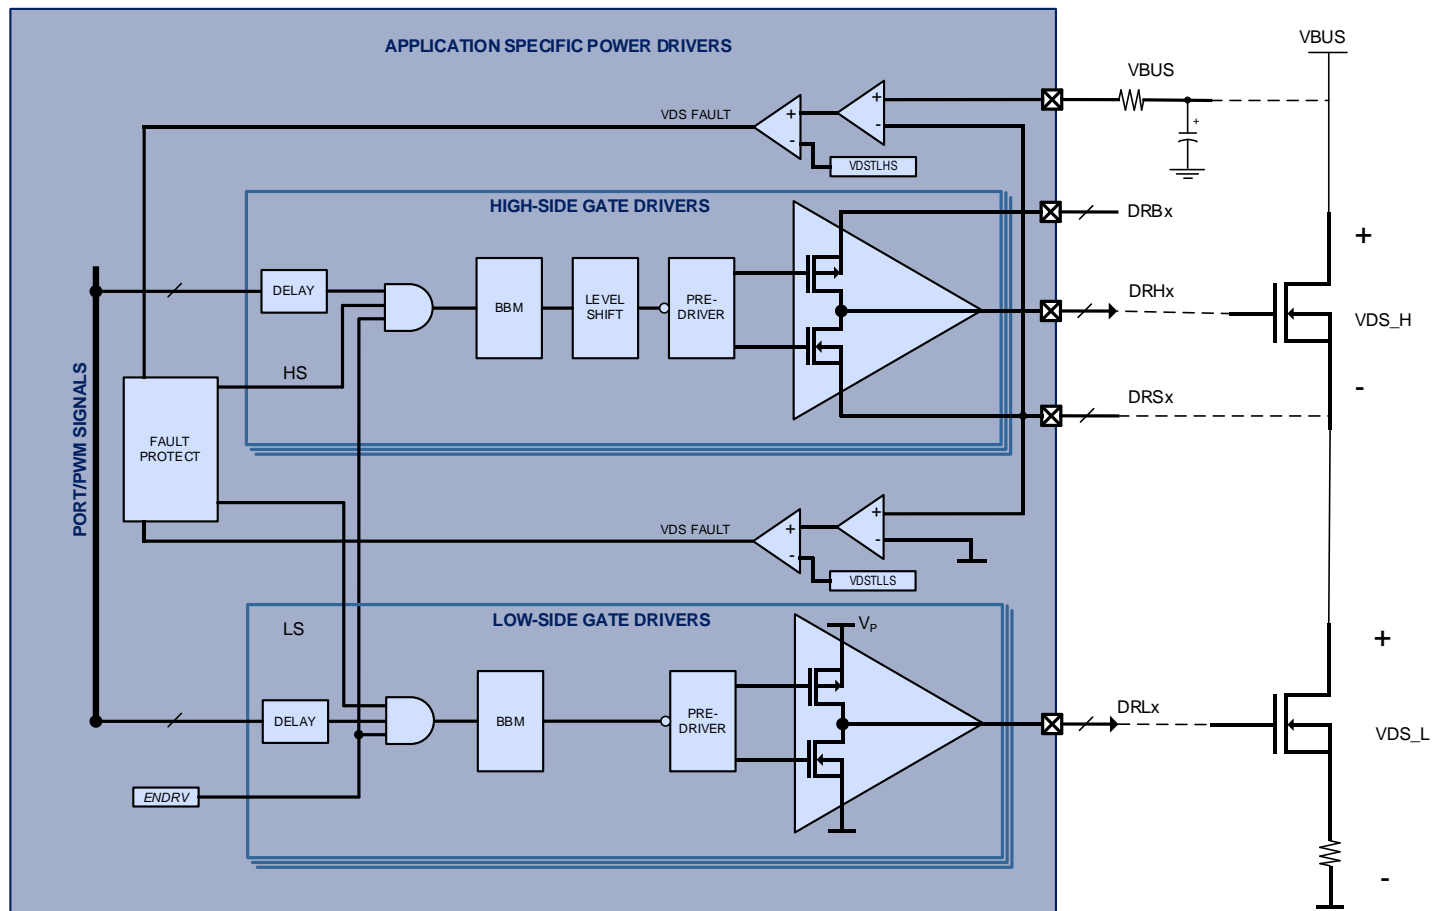 APPLICATION SPECIFIC POWER DRIVERS
VBUS
VBUS
+
-
+
-
VDS FAULT
VDSTLHS
+
HIGH-SIDE GATE DRIVERS
DRBx
+
DELAY
BBM
LEVEL
SHIFT
PRE-
DRIVER
DRHx
VDS_H
HS
PORT/PWM SIGNALS
FAULT
PROTECT
DRSx
-
+
-
+
-
VDS FAULT
VDSTLLS
LOW-SIDE GATE DRIVERS
LS
VP
+
DELAY
BBM
PRE-
DRIVER
DRLx
VDS_L
ENDRV
-